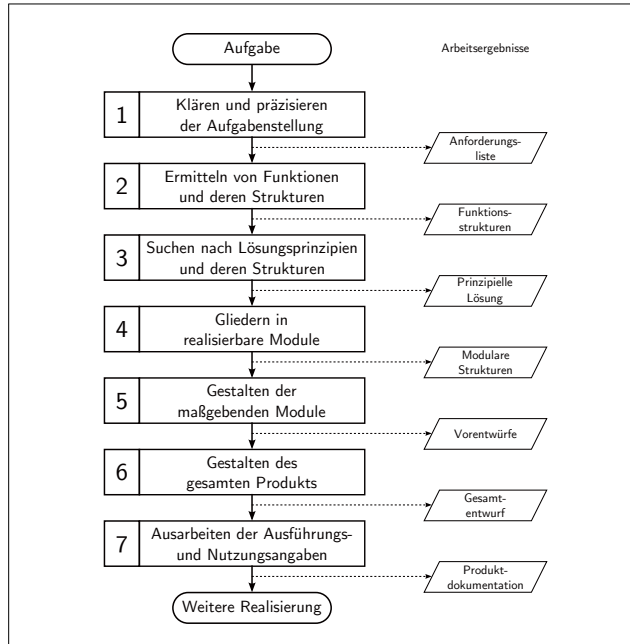 Aufgabe
Arbeitsergebnisse
1
Klären und präzisieren
der Aufgabenstellung
Anforderungs-
liste
2
Ermitteln von Funktionen
und deren Strukturen
Funktions-
strukturen
3
Suchen nach Lösungsprinzipien
und deren Strukturen
Prinzipielle
Lösung
4
Gliedern in
realisierbare Module
Modulare
Strukturen
5
Gestalten der
maßgebenden Module
Vorentwürfe
6
Gestalten des
gesamten Produkts
Gesamt-
entwurf
7
Ausarbeiten der Ausführungs-
und Nutzungsangaben
Produkt-
dokumentation
Weitere Realisierung